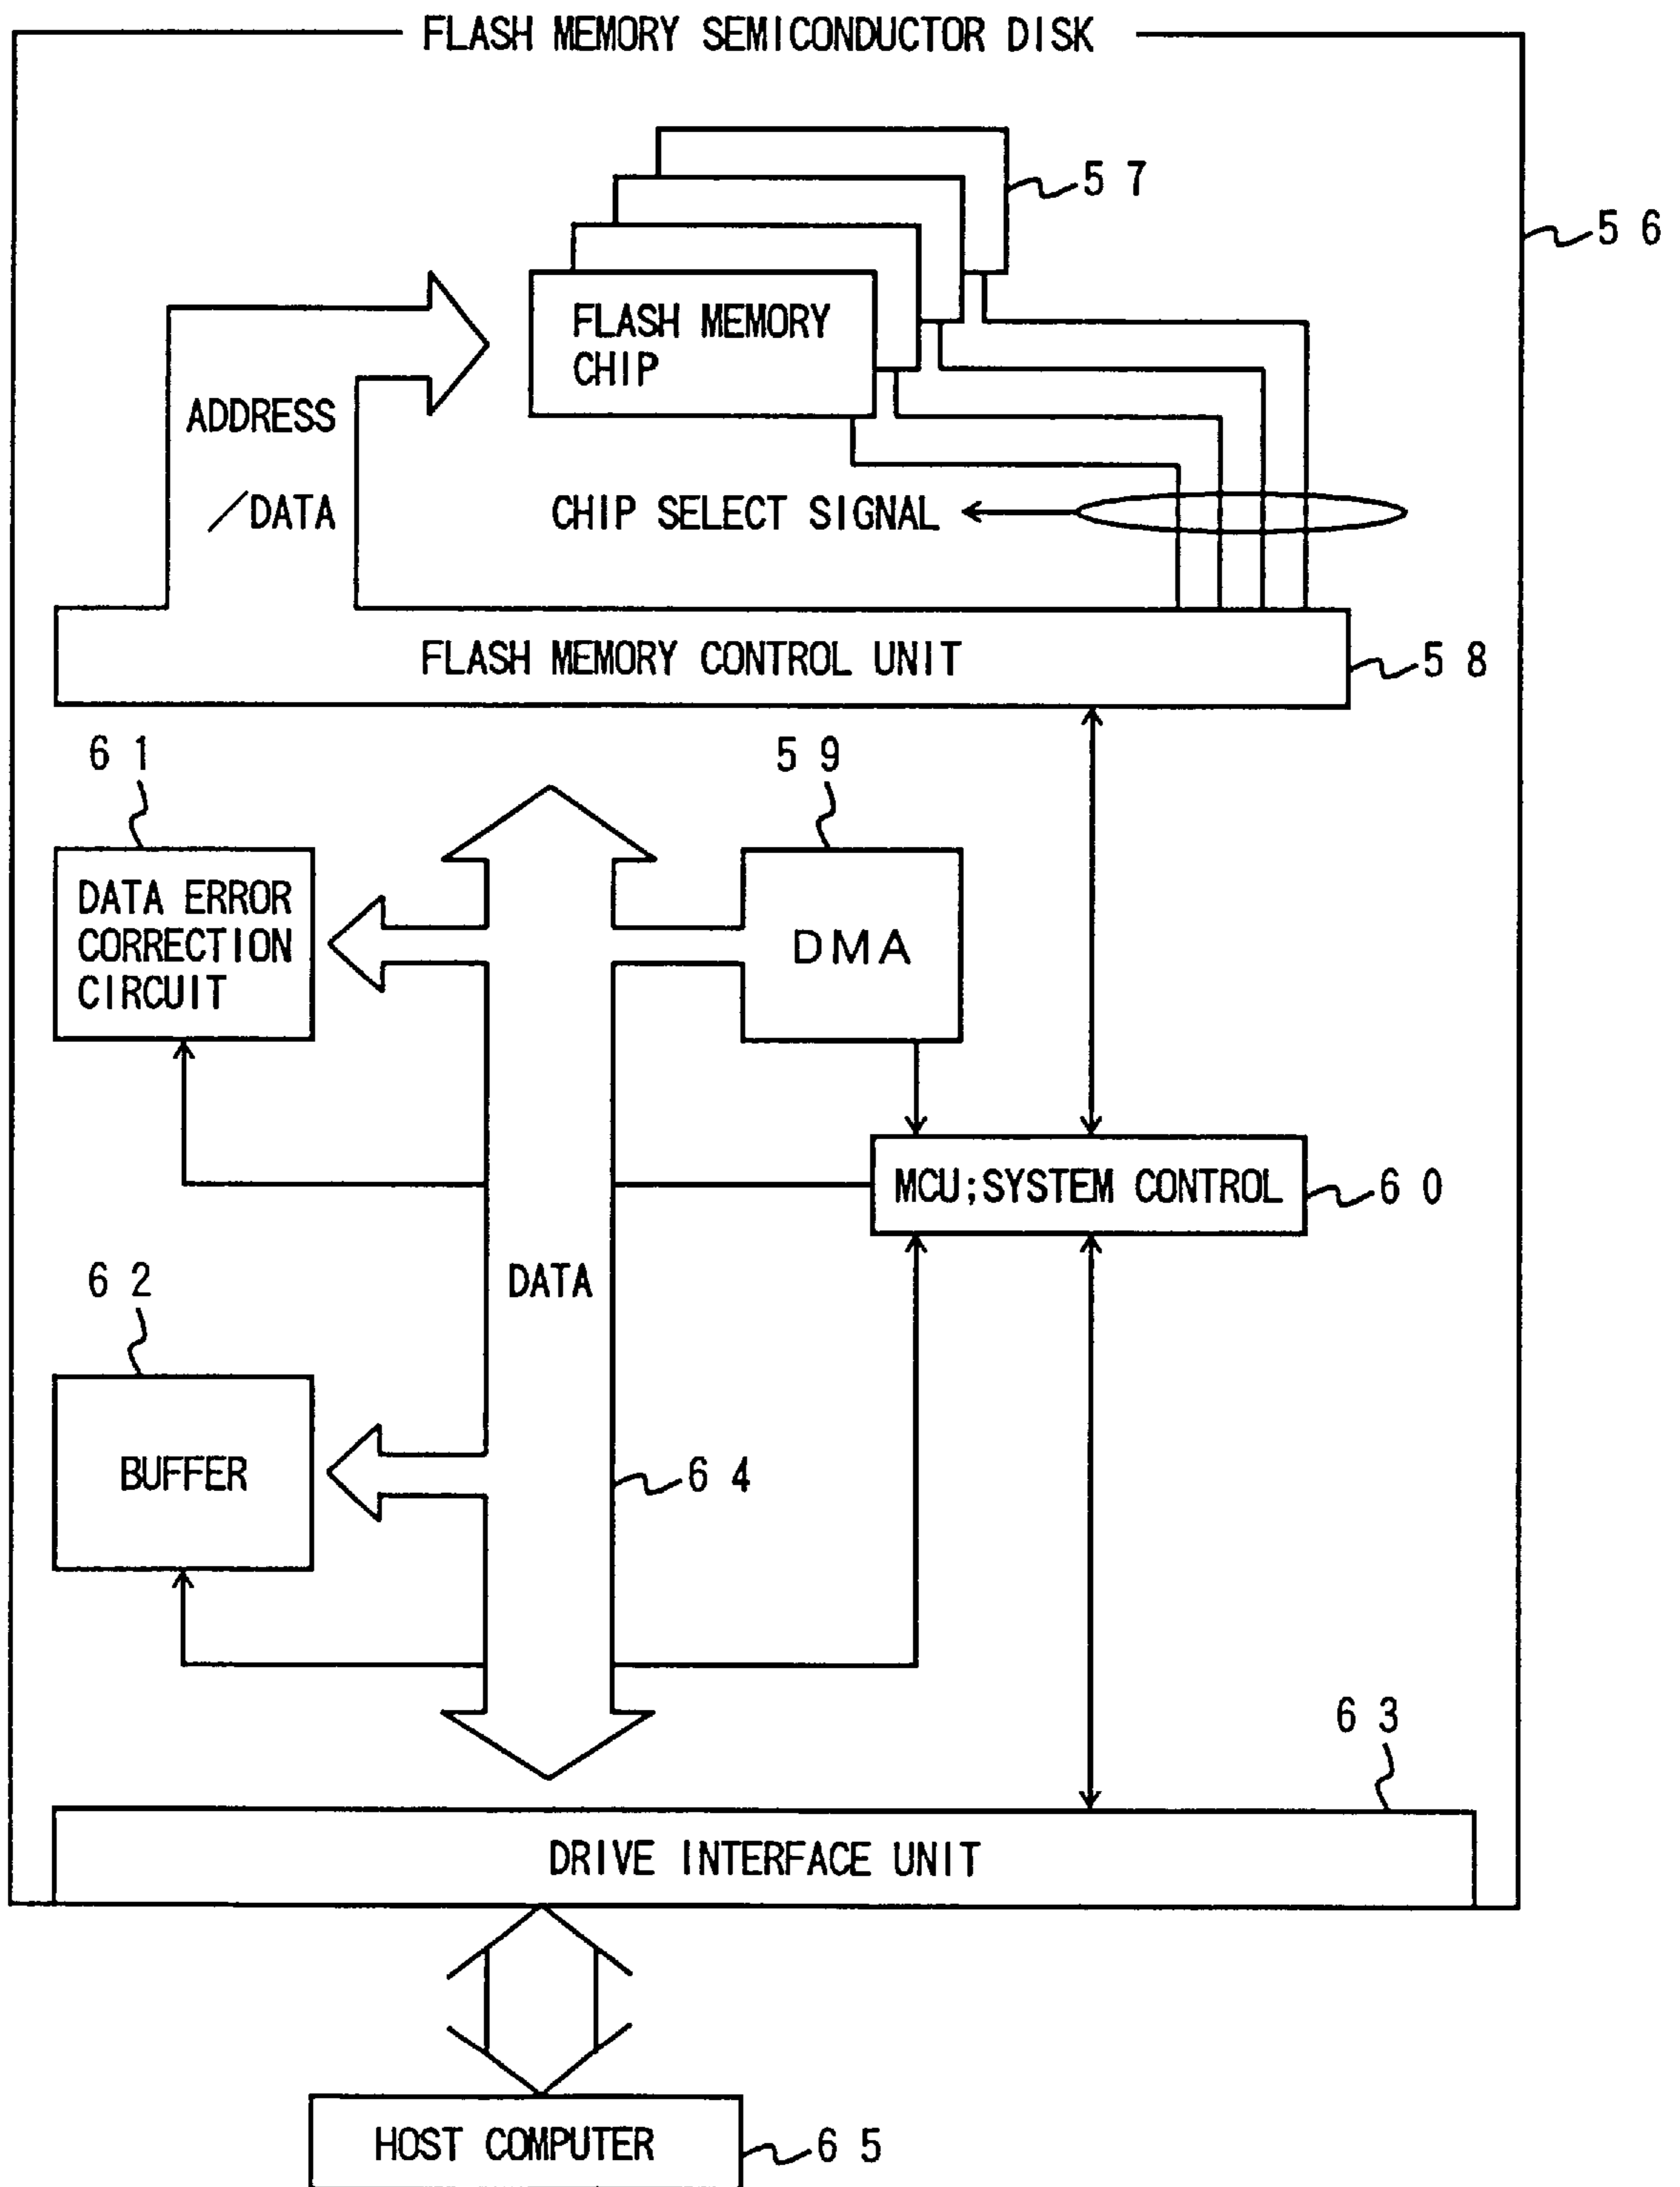 FLASH MEMORY SEMICONDUCTOR DISK
57
56
FLASH MEMORY
CHIP
ADDRESS
/DATA
CHIP SELECT SIGNAL
FLASH MEMORY CONTROL UNIT
58
61
59
DATA ERROR
CORRECTION
CIRCUIT
DMA
MCU;SYSTEM CONTROL
60
62
DATA
BUFFER
64
63
DRIVE INTERFACE UNIT
HOST COMPUTER
65